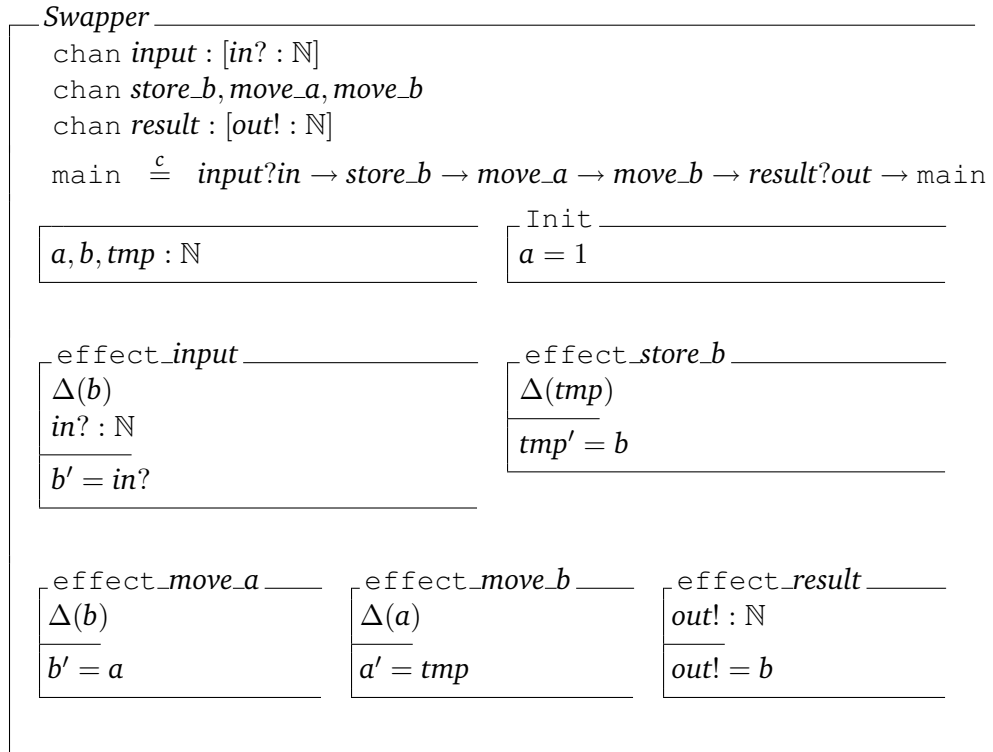 Swapper
chan input : [in? : ℕ]
chan store_b, move_a, move_b
chan result : [out! : ℕ]
main c= input?in → store_b → move_a → move_b → result?out → main
a, b, tmp : ℕ
Init
a = 1
effect_input
Δ(b)
in? : ℕ
b′ = in?
effect_store_b
Δ(tmp)
tmp′ = b
effect_move_a
Δ(b)
b′ = a
effect_move_b
Δ(a)
a′ = tmp
effect_result
out! : ℕ
out! = b